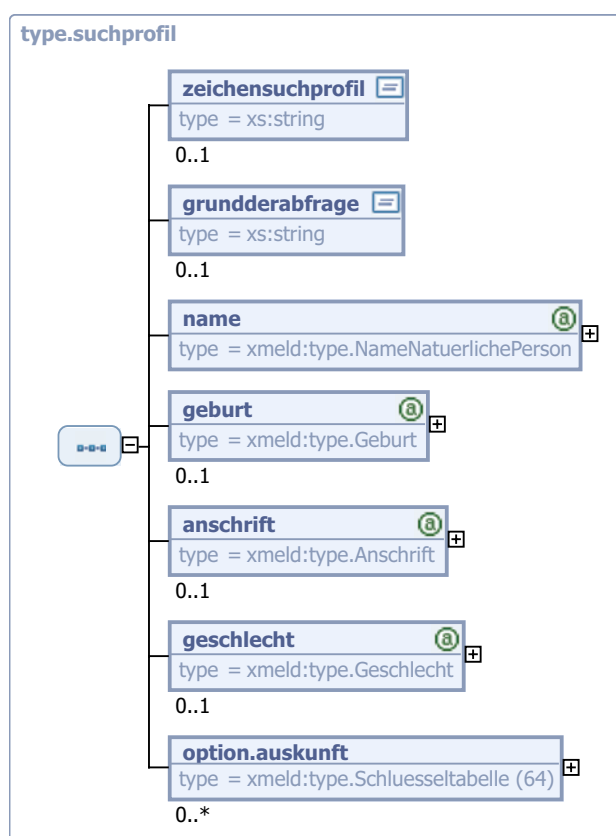 type.suchprofil
zeichensuchprofil
type = xs:string
0..1
grundderabfrage
type = xs:string
0..1
name
type = xmeld:type.NameNatuerlichePerson
geburt
type = xmeld:type.Geburt
0..1
anschrift
type = xmeld:type.Anschrift
0..1
geschlecht
type = xmeld:type.Geschlecht
0..1
option.auskunft
type = xmeld:type.Schluesseltabelle (64)
0..*